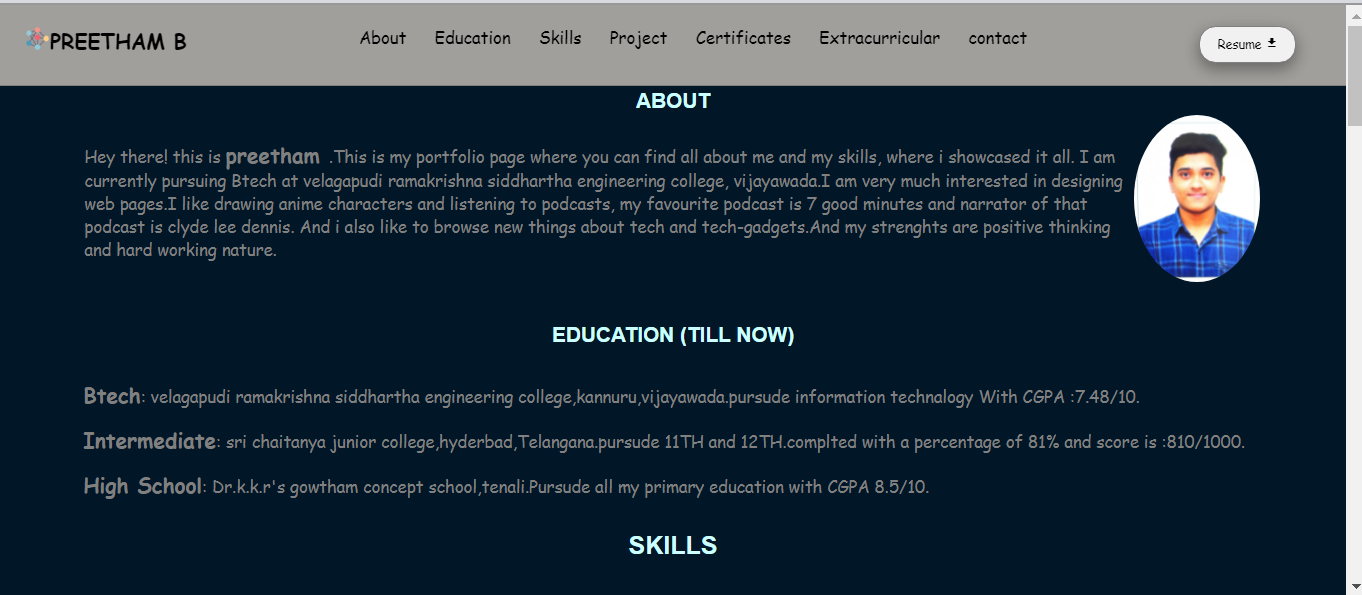 PREETHAM B
About Education Skills Project Certificates Extracurricular contact
Resume
ABOUT
Hey there! this is preetham .This is my portfolio page where you can find all about me and my skills, where i showcased it all. I am
currently pursuing Btech at velagapudi ramakrishna siddhartha engineering college, vijayawada.I am very much interested in designing
web pages.I like drawing anime characters and listening to podcasts, my favourite podcast is 7 good minutes and narrator of that
podcast is clyde lee dennis. And i also like to browse new things about tech and tech-gadgets.And my strenghts are positive thinking
and hard working nature.
EDUCATION (TILL NOW)
Btech: velagapudi ramakrishna siddhartha engineering college,kannuru,vijayawada.pursude information technalogy With CGPA :7.48/10.
Intermediate: sri chaitanya junior college,hyderbad,Telangana.pursude 11TH and 12TH.complted with a percentage of 81% and score is :810/1000.
High School: Dr.k.k.r's gowtham concept school,tenali.Pursude all my primary education with CGPA 8.5/10.
SKILLS